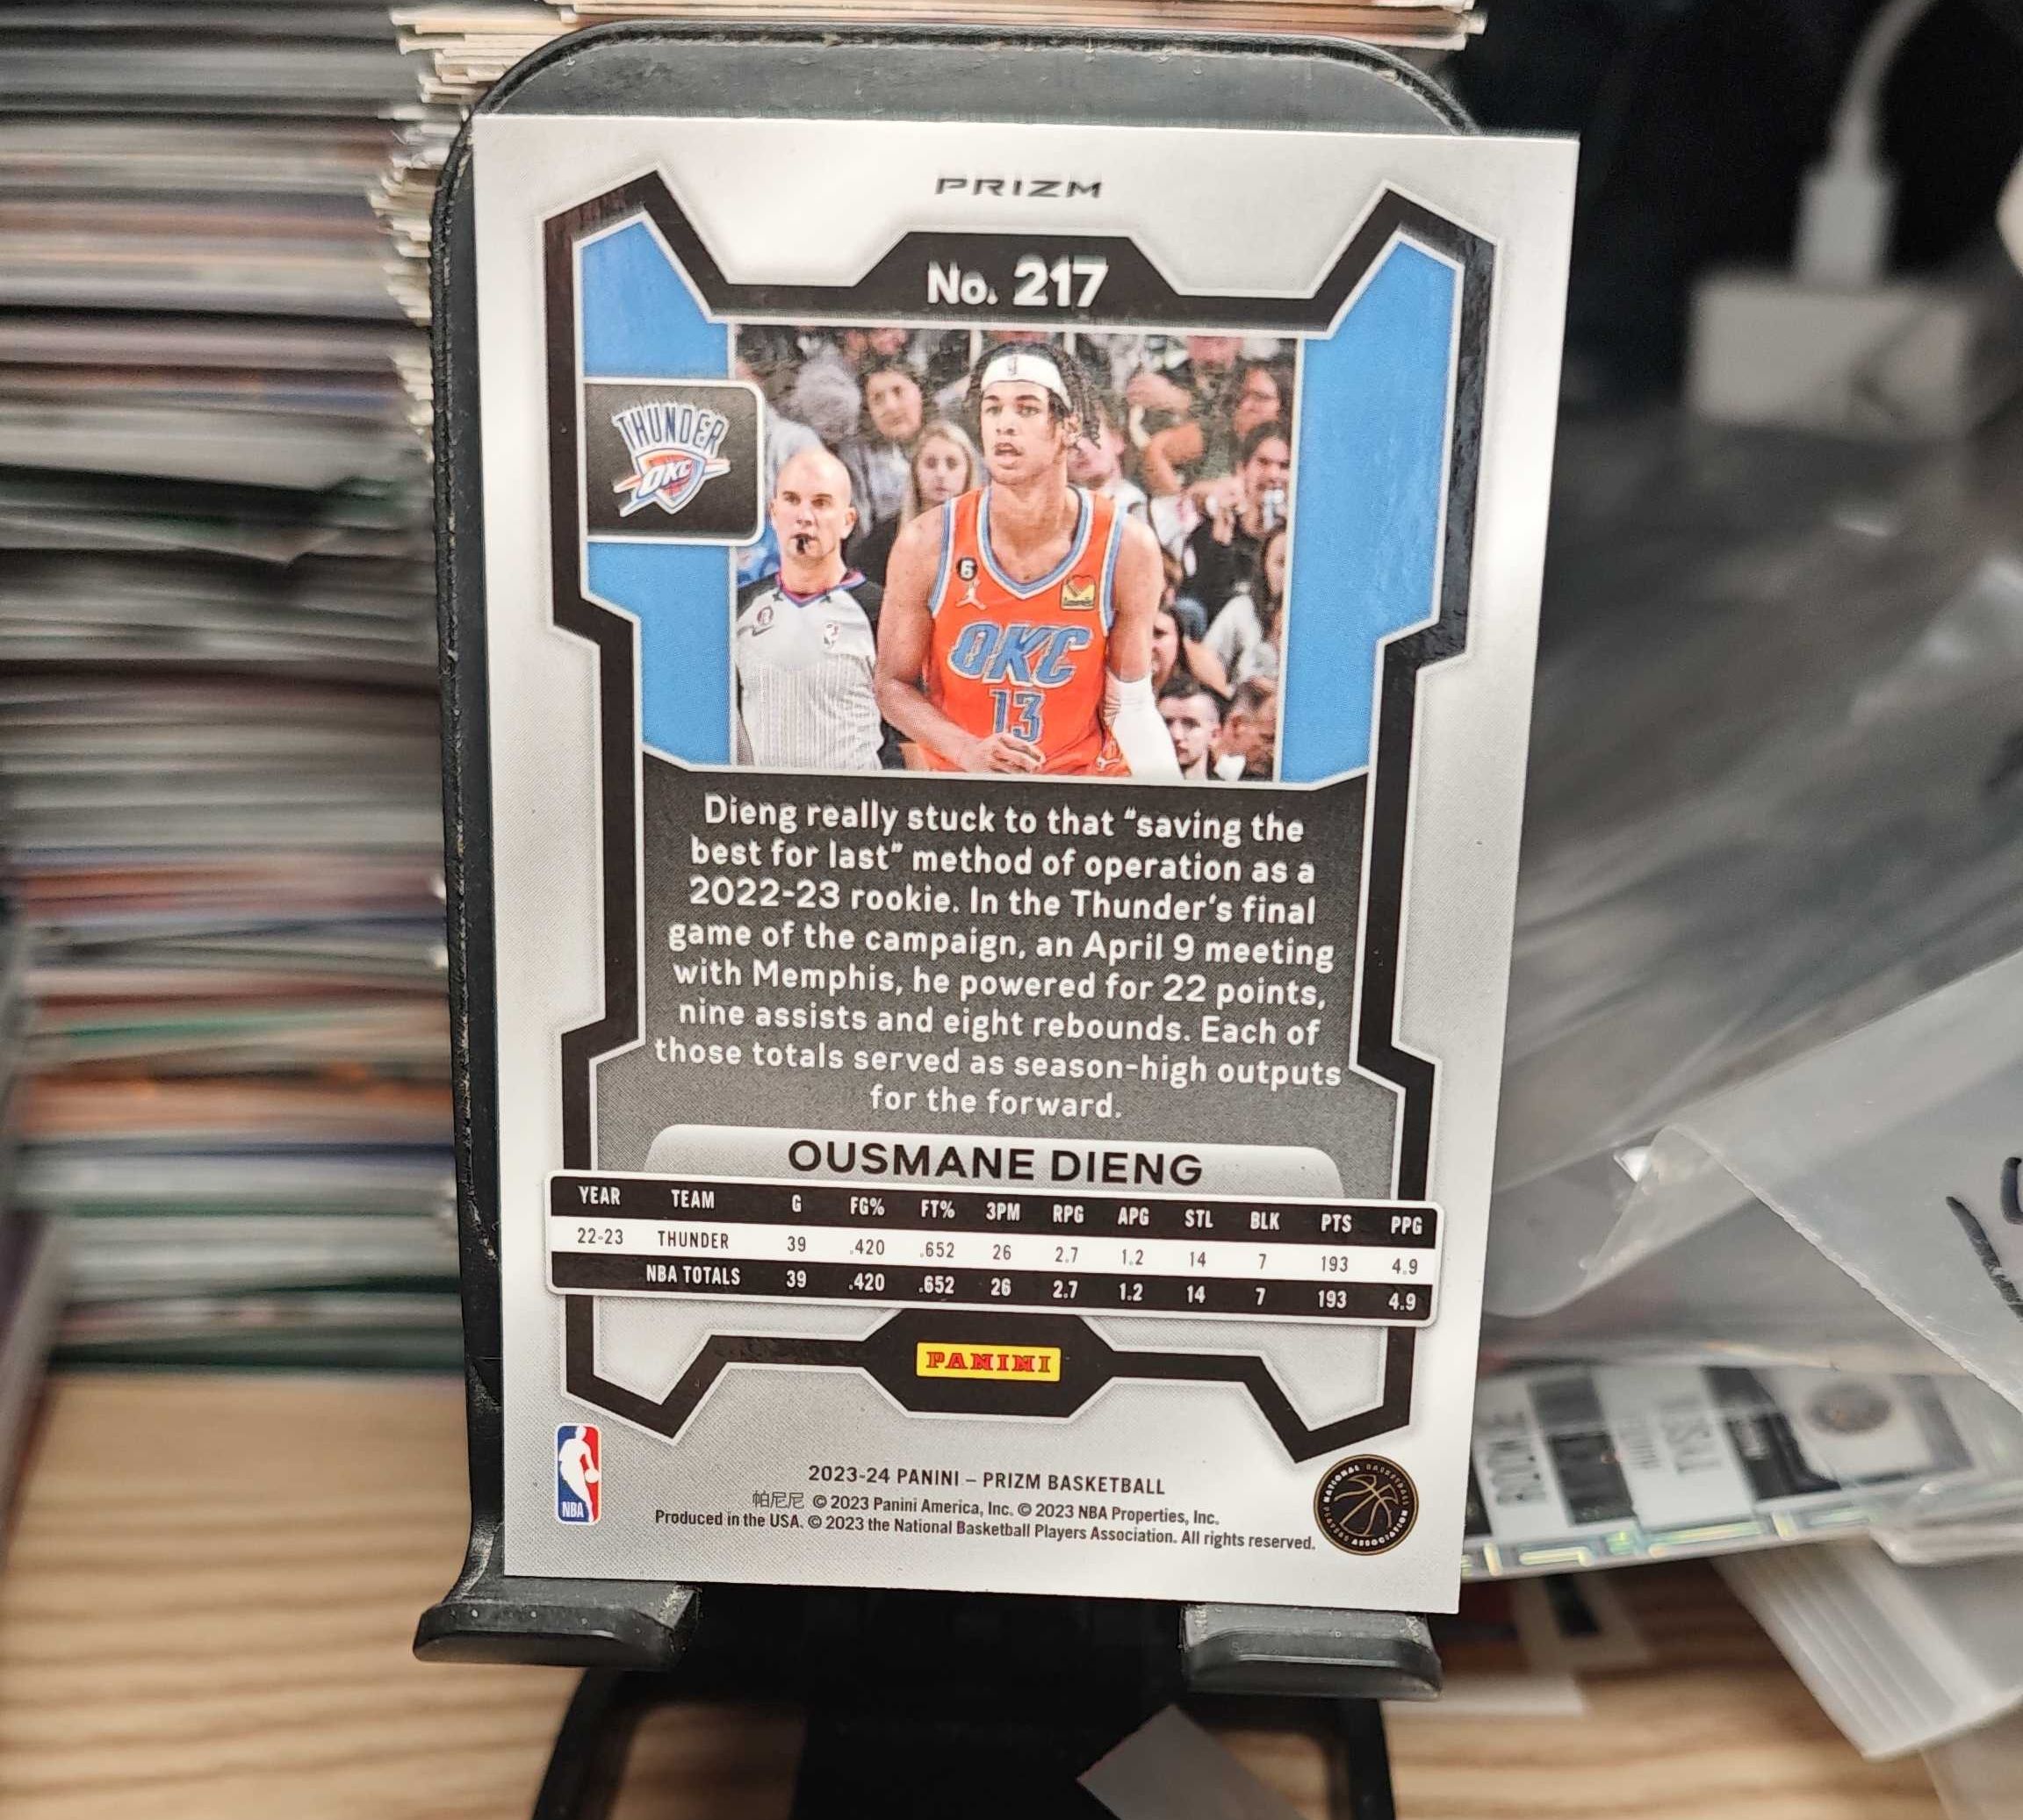 PRIZM
No. 217
THUNDER
OKC
6
OKC
13
Dieng really stuck to that “saving the
best for last” method of operation as a
2022-23 rookie. In the Thunder's final
game of the campaign, an April 9 meeting
with Memphis, he powered for 22 points,
nine assists and eight rebounds. Each of
those totals served as season-high outputs
for the forward.
OUSMANE DIENG
YEAR TEAM G FG% FT% 3PM RPG APG STL BLK PTS PPG
22-23 THUNDER 39 .420 .652 26 2.7 1.2 14 7 193 4.9
NBA TOTALS 39 .420 .652 26 2.7 1.2 14 7 193 4.9
PANINI
NBA
2023-24 PANINI – PRIZM BASKETBALL
帕尼尼 © 2023 Panini America, Inc. © 2023 NBA Properties, Inc.
Produced in the USA. © 2023 the National Basketball Players Association. All rights reserved.
NATIONAL BASKETBALL PLAYERS ASSOCIATION